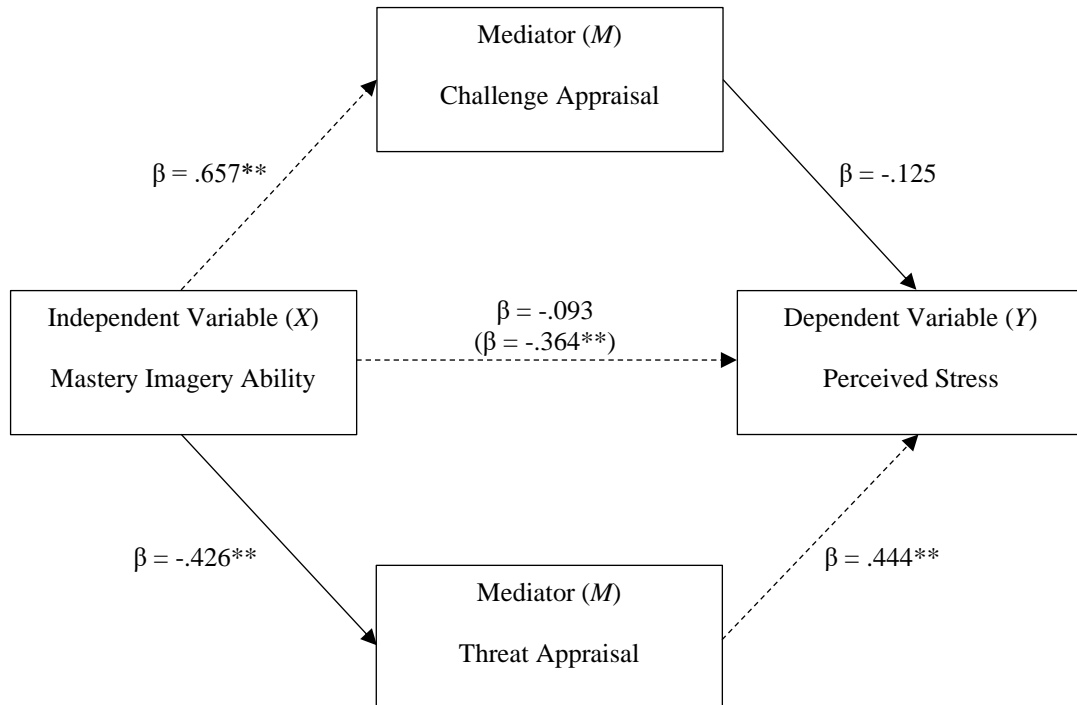 Mediator (M)
Challenge Appraisal
β = .657**
β = -.125
Independent Variable (X)
Mastery Imagery Ability
β = -.093
(β = -.364**)
Dependent Variable (Y)
Perceived Stress
β = -.426**
β = .444**
Mediator (M)
Threat Appraisal